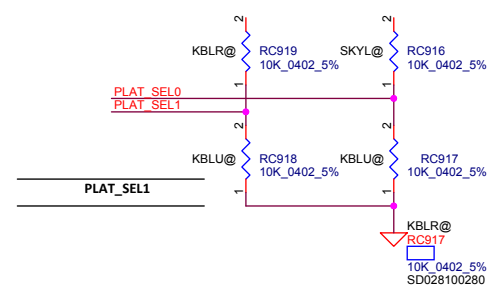 2
2
KBLR@
RC919
10K_0402_5%
SKYL@
RC916
10K_0402_5%
1
1
PLAT_SEL0
PLAT_SEL1
2
2
KBLU@
RC918
10K_0402_5%
KBLU@
RC917
10K_0402_5%
1
1
PLAT_SEL1
KBLR@
RC917
10K_0402_5%
SD028100280